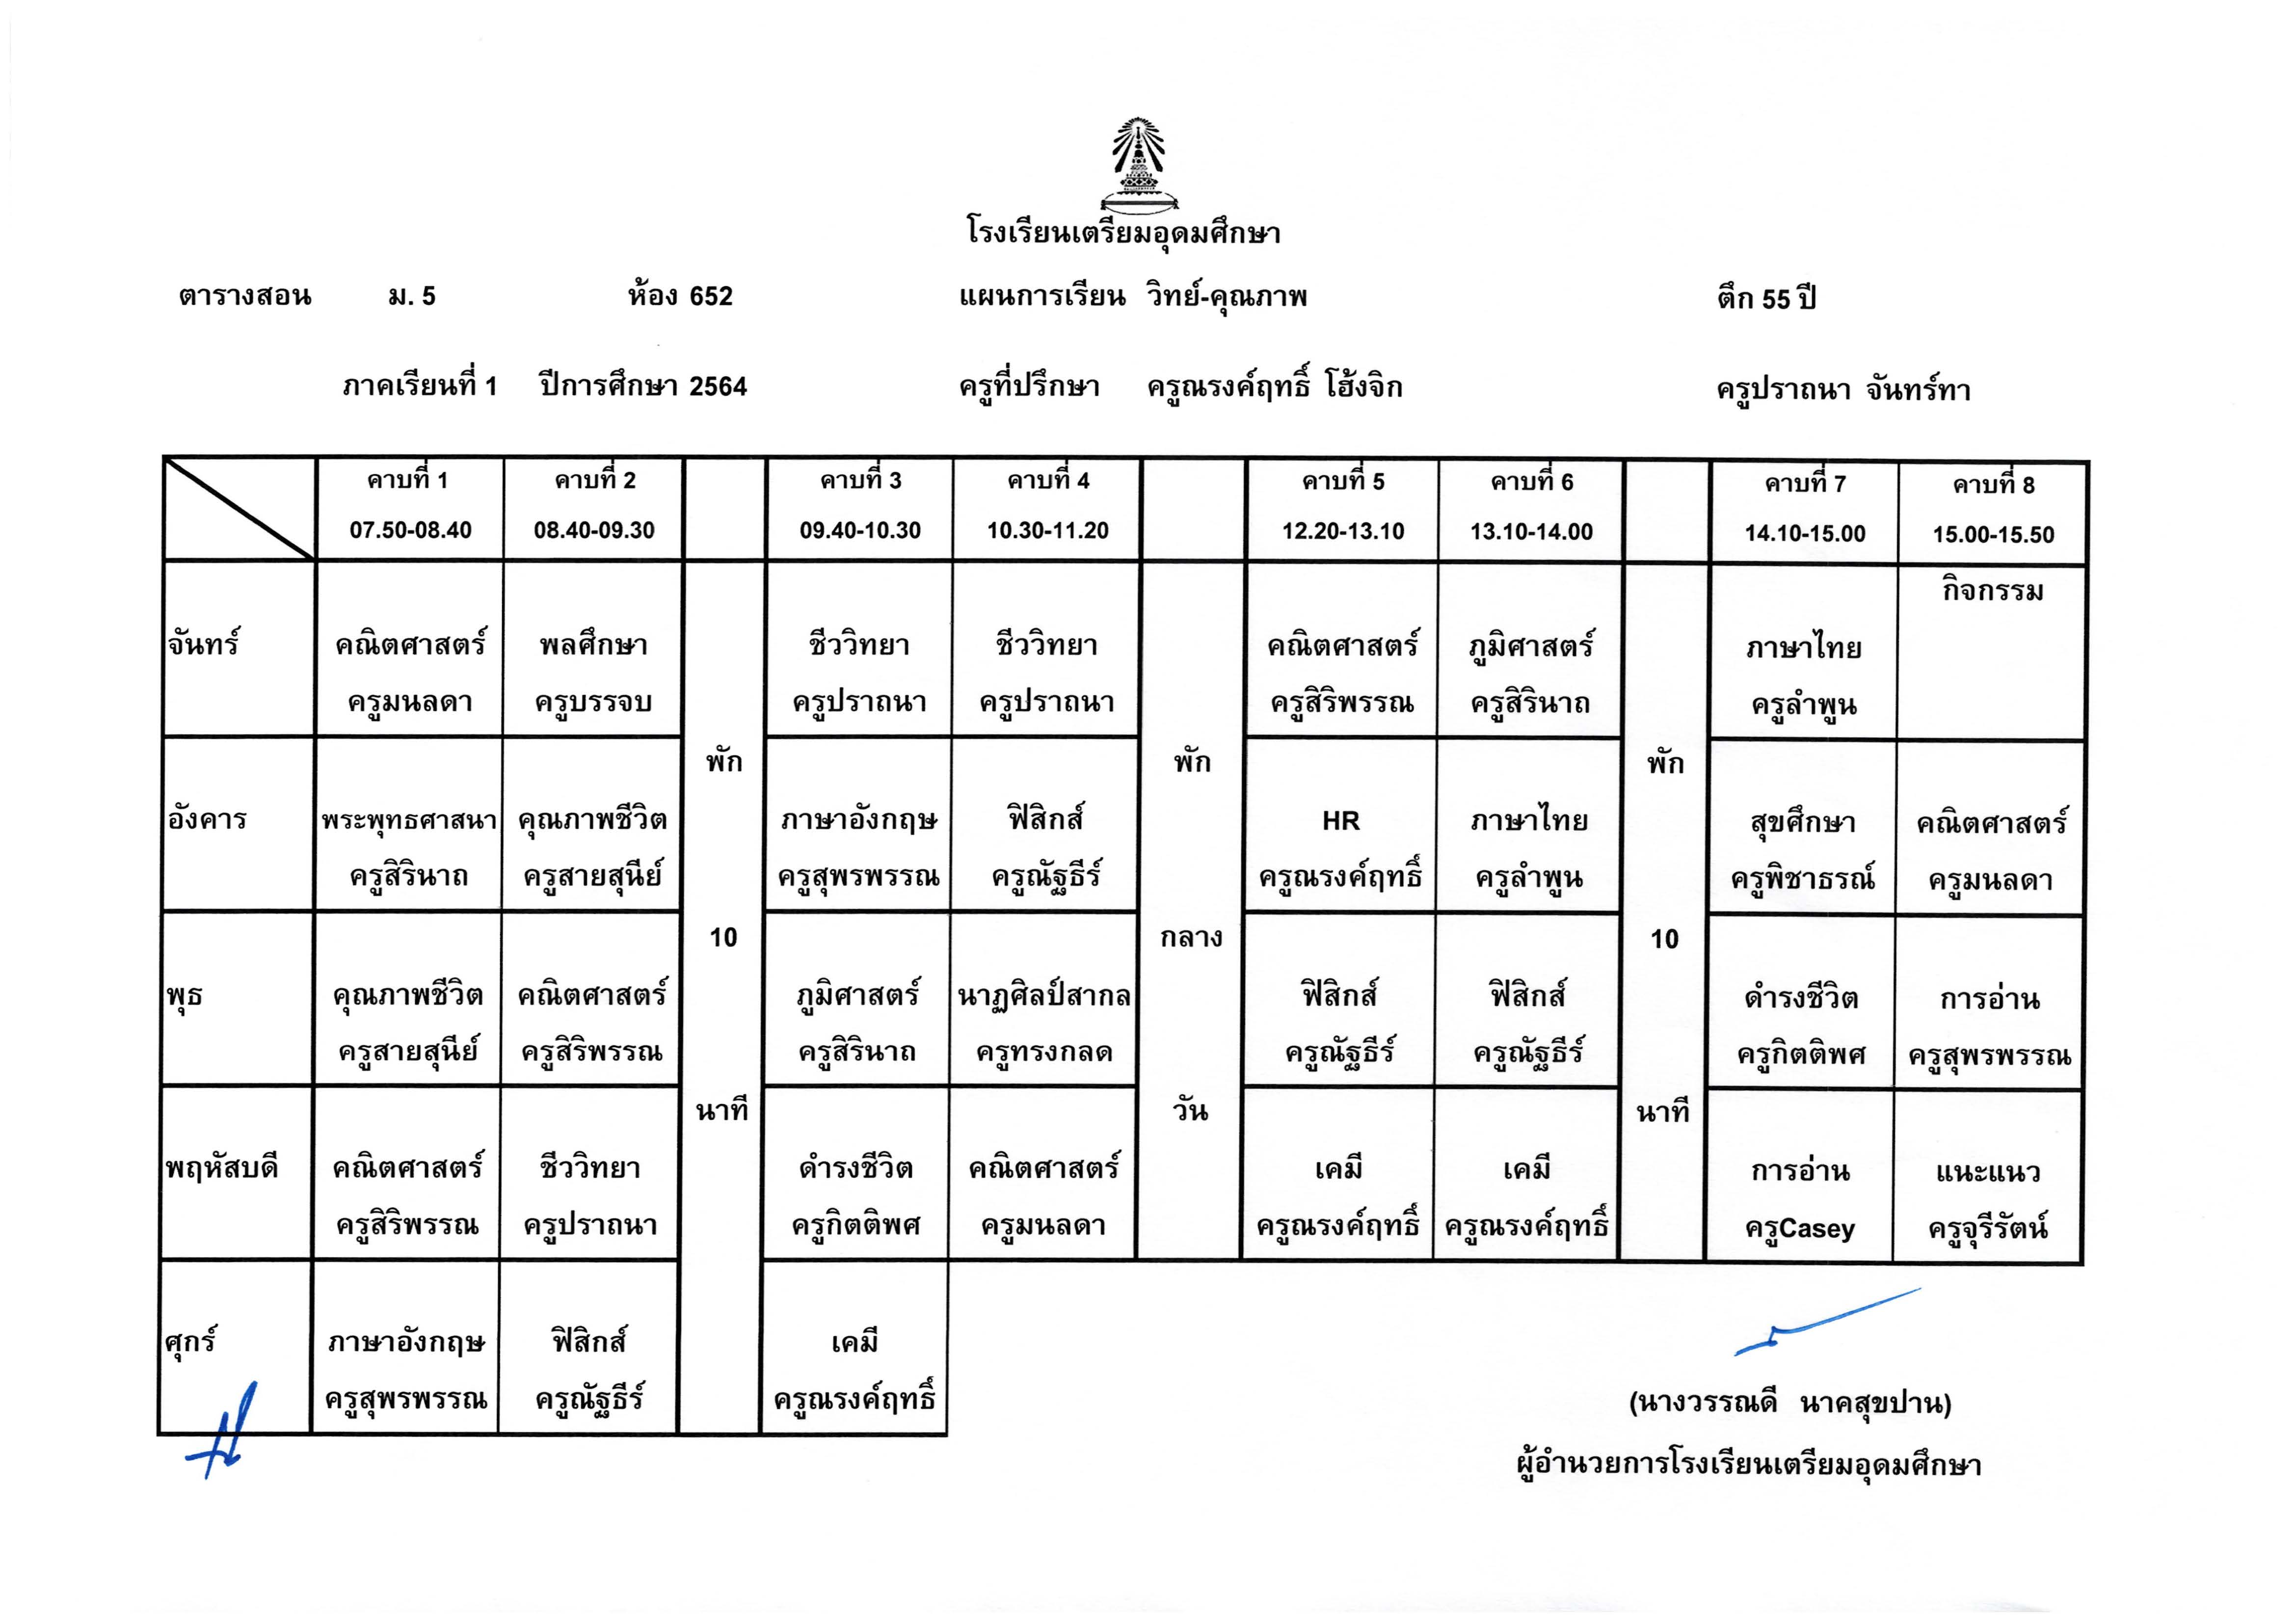 โรงเรียนเตรียมอุดมศึกษา
ตารางสอน ม. 5 ห้อง 652 แผนการเรียน วิทย์-คุณภาพ ตึก 55 ปี
ภาคเรียนที่ 1 ปีการศึกษา 2564 ครูที่ปรึกษา ครูณรงค์ฤทธิ์ โฮ้งจิก ครูปราถนา จันทร์ทา
คาบที่ 1 คาบที่ 2 คาบที่ 3 คาบที่ 4 คาบที่ 5 คาบที่ 6 คาบที่ 7 คาบที่ 8
07.50-08.40 08.40-09.30 09.40-10.30 10.30-11.20 12.20-13.10 13.10-14.00 14.10-15.00 15.00-15.50
จันทร์ คณิตศาสตร์ พลศึกษา ชีววิทยา ชีววิทยา คณิตศาสตร์ ภูมิศาสตร์ ภาษาไทย กิจกรรม
ครูมนลดา ครูบรรจบ ครูปราถนา ครูปราถนา ครูสิริพรรณ ครูสิรินาถ ครูลำพูน
พัก พัก พัก
อังคาร พระพุทธศาสนา คุณภาพชีวิต ภาษาอังกฤษ ฟิสิกส์ HR ภาษาไทย สุขศึกษา คณิตศาสตร์
ครูสิรินาถ ครูสายสุนีย์ ครูสุพรพรรณ ครูณัฐธีร์ ครูณรงค์ฤทธิ์ ครูลำพูน ครูพิชาธรณ์ ครูมนลดา
10 กลาง 10
พุธ คุณภาพชีวิต คณิตศาสตร์ ภูมิศาสตร์ นาฏศิลป์สากล ฟิสิกส์ ฟิสิกส์ ดำรงชีวิต การอ่าน
ครูสายสุนีย์ ครูสิริพรรณ ครูสิรินาถ ครูทรงกลด ครูณัฐธีร์ ครูณัฐธีร์ ครูกิตติพศ ครูสุพรพรรณ
นาที วัน นาที
พฤหัสบดี คณิตศาสตร์ ชีววิทยา ดำรงชีวิต คณิตศาสตร์ เคมี เคมี การอ่าน แนะแนว
ครูสิริพรรณ ครูปราถนา ครูกิตติพศ ครูมนลดา ครูณรงค์ฤทธิ์ ครูณรงค์ฤทธิ์ ครูCasey ครูจุรีรัตน์
ศุกร์ ภาษาอังกฤษ ฟิสิกส์ เคมี
ครูสุพรพรรณ ครูณัฐธีร์ ครูณรงค์ฤทธิ์
(นางวรรณดี นาคสุขปาน)
ผู้อำนวยการโรงเรียนเตรียมอุดมศึกษา